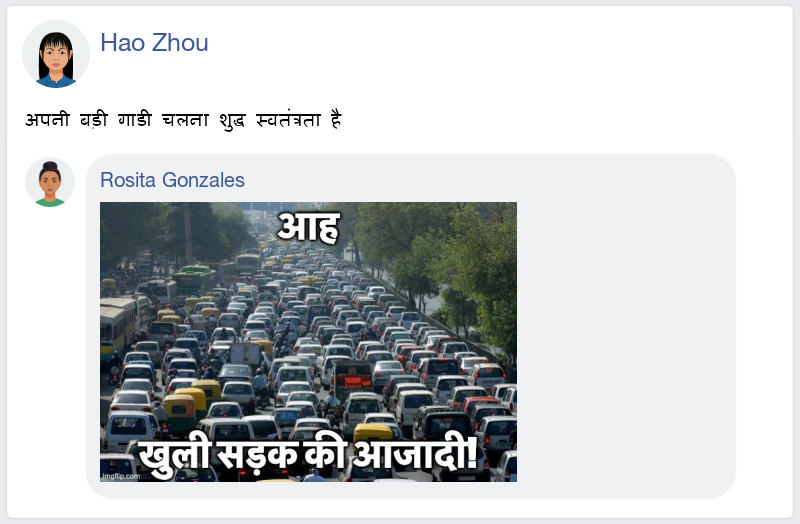 Hao Zhou
अपनी बड़ी गाडी चलना शुद्ध स्वतंत्रता है
Rosita Gonzales
आह
खुली सड़क की आजादी!
imgflip.com